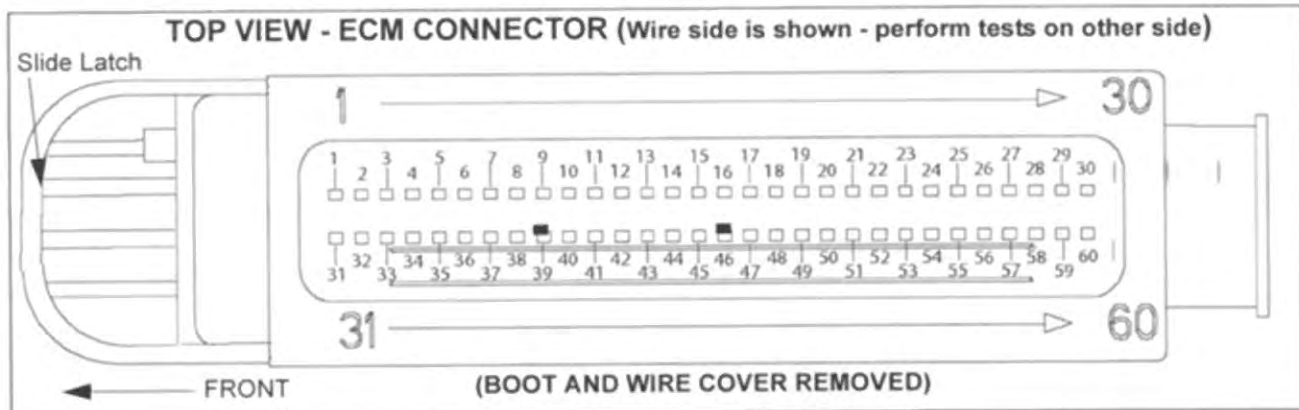 TOP VIEW - ECM CONNECTOR (Wire side is shown - perform tests on other side)
Slide Latch
1 30
1 3 5 7 9 11 13 15 17 19 21 23 25 27 29
2 4 6 8 10 12 14 16 18 20 22 24 26 28 30
32 34 36 38 40 42 44 46 48 50 52 54 56 58 60
31 33 35 37 39 41 43 45 47 49 51 53 55 57 59
31 60
FRONT
(BOOT AND WIRE COVER REMOVED)